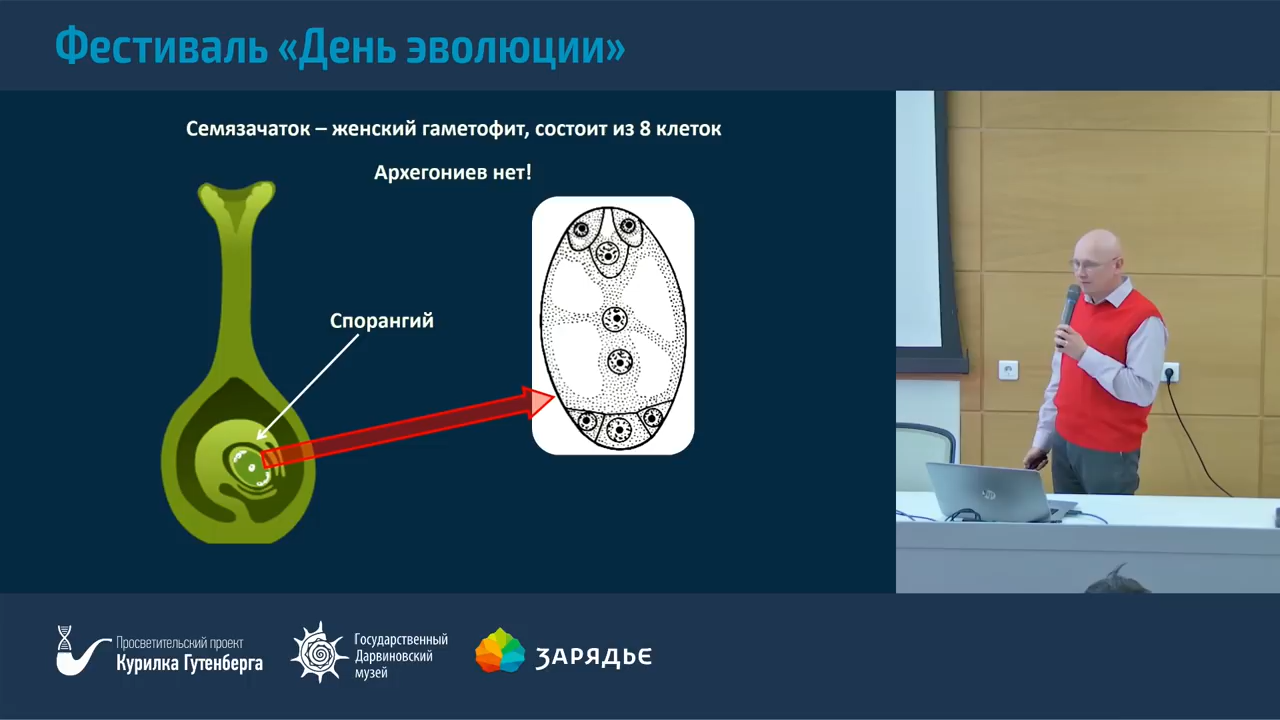 Фестиваль «День эволюции»
Семязачаток – женский гаметофит, состоит из 8 клеток
Архегониев нет!
Спорангий
Просветительский проект
Курилка Гутенберга
Государственный
Дарвиновский
музей
ЗАРЯДЬЕ